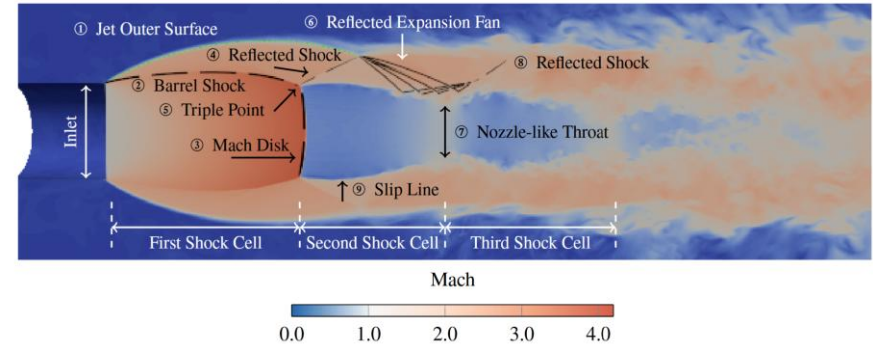 ⑥ Reflected Expansion Fan
① Jet Outer Surface
④ Reflected Shock
⑧ Reflected Shock
② Barrel Shock
⑤ Triple Point
Inlet
③ Mach Disk
⑦ Nozzle-like Throat
⑨ Slip Line
First Shock Cell
Second Shock Cell
Third Shock Cell
Mach
0.0 1.0 2.0 3.0 4.0